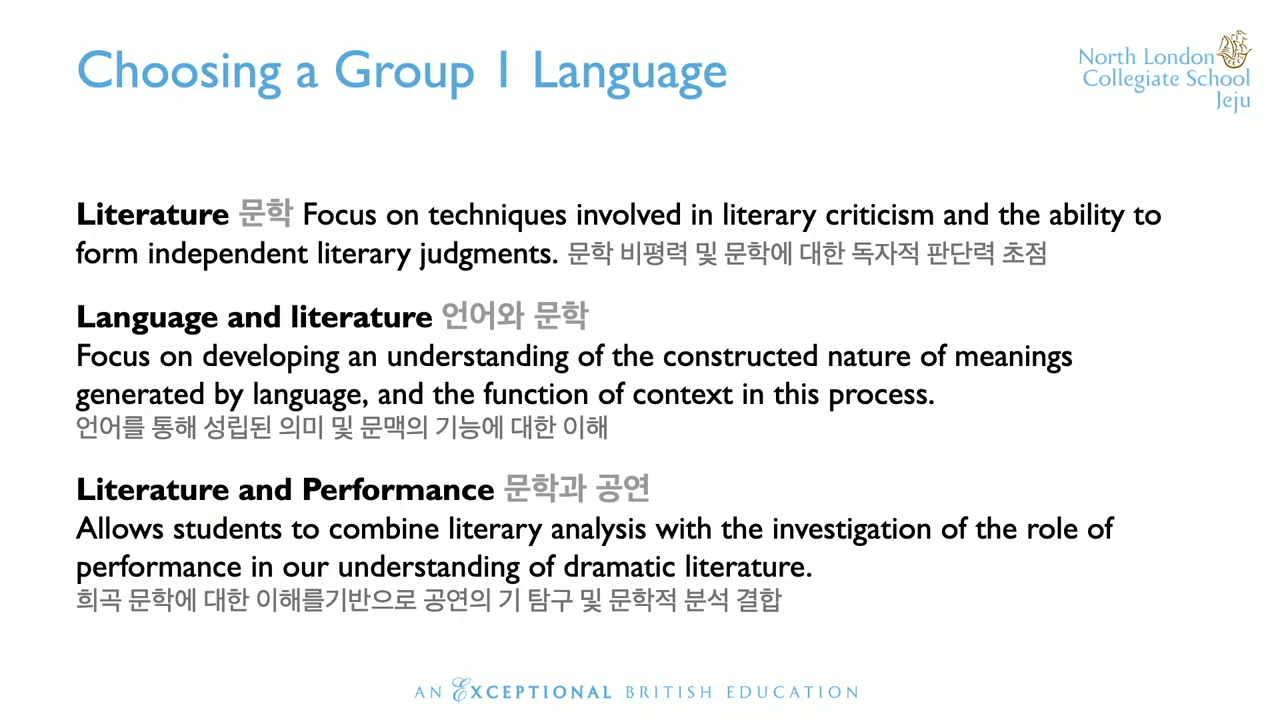 Choosing a Group 1 Language
North London
Collegiate School
Jeju
Literature 문학 Focus on techniques involved in literary criticism and the ability to
form independent literary judgments. 문학 비평력 및 문학에 대한 독자적 판단력 초점
Language and literature 언어와 문학
Focus on developing an understanding of the constructed nature of meanings
generated by language, and the function of context in this process.
언어를 통해 성립된 의미 및 문맥의 기능에 대한 이해
Literature and Performance 문학과 공연
Allows students to combine literary analysis with the investigation of the role of
performance in our understanding of dramatic literature.
희곡 문학에 대한 이해를기반으로 공연의 기 탐구 및 문학적 분석 결합
AN EXCEPTIONAL BRITISH EDUCATION